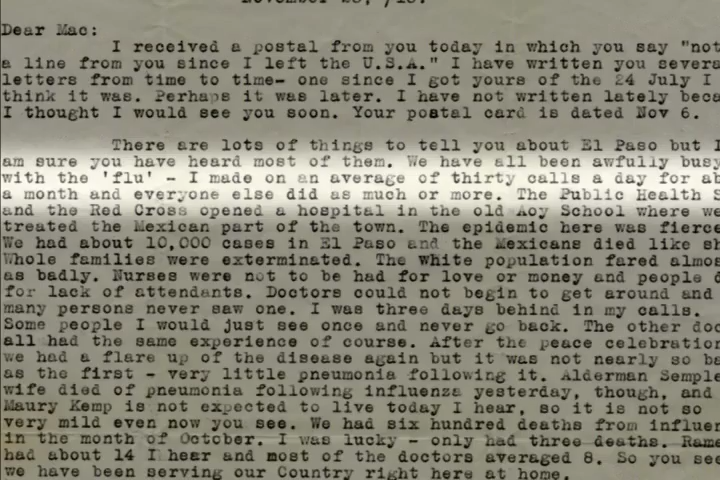 Dear Mac:
I received a postal from you today in which you say "not
a line from you since I left the U.S.A." I have written you severa
letters from time to time- one since I got yours of the 24 July I
think it was. Perhaps it was later. I have not written lately beca
I thought I would see you soon. Your postal card is dated Nov 6.
There are lots of things to tell you about El Paso but I
am sure you have heard most of them. We have all been awfully busy
with the 'flu' - I made on an average of thirty calls a day for ab
a month and everyone else did as much or more. The Public Health S
and the Red Cross opened a hospital in the old Aoy School where we
treated the Mexican part of the town. The epidemic here was fierce
We had about 10,000 cases in El Paso and the Mexicans died like sh
Whole families were exterminated. The white population fared almos
as badly. Nurses were not to be had for love or money and people d
for lack of attendants. Doctors could not begin to get around and
many persons never saw one. I was three days behind in my calls.
Some people I would just see once and never go back. The other doc
all had the same experience of course. After the peace celebration
we had a flare up of the disease again but it was not nearly so ba
as the first - very little pneumonia following it. Alderman Semple
wife died of pneumonia following influenza yesterday, though, and
Maury Kemp is not expected to live today I hear, so it is not so
very mild even now you see. We had six hundred deaths from influen
in the month of October. I was lucky - only had three deaths. Rame
had about 14 I hear and most of the doctors averaged 8. So you see
we have been serving our Country right here at home.